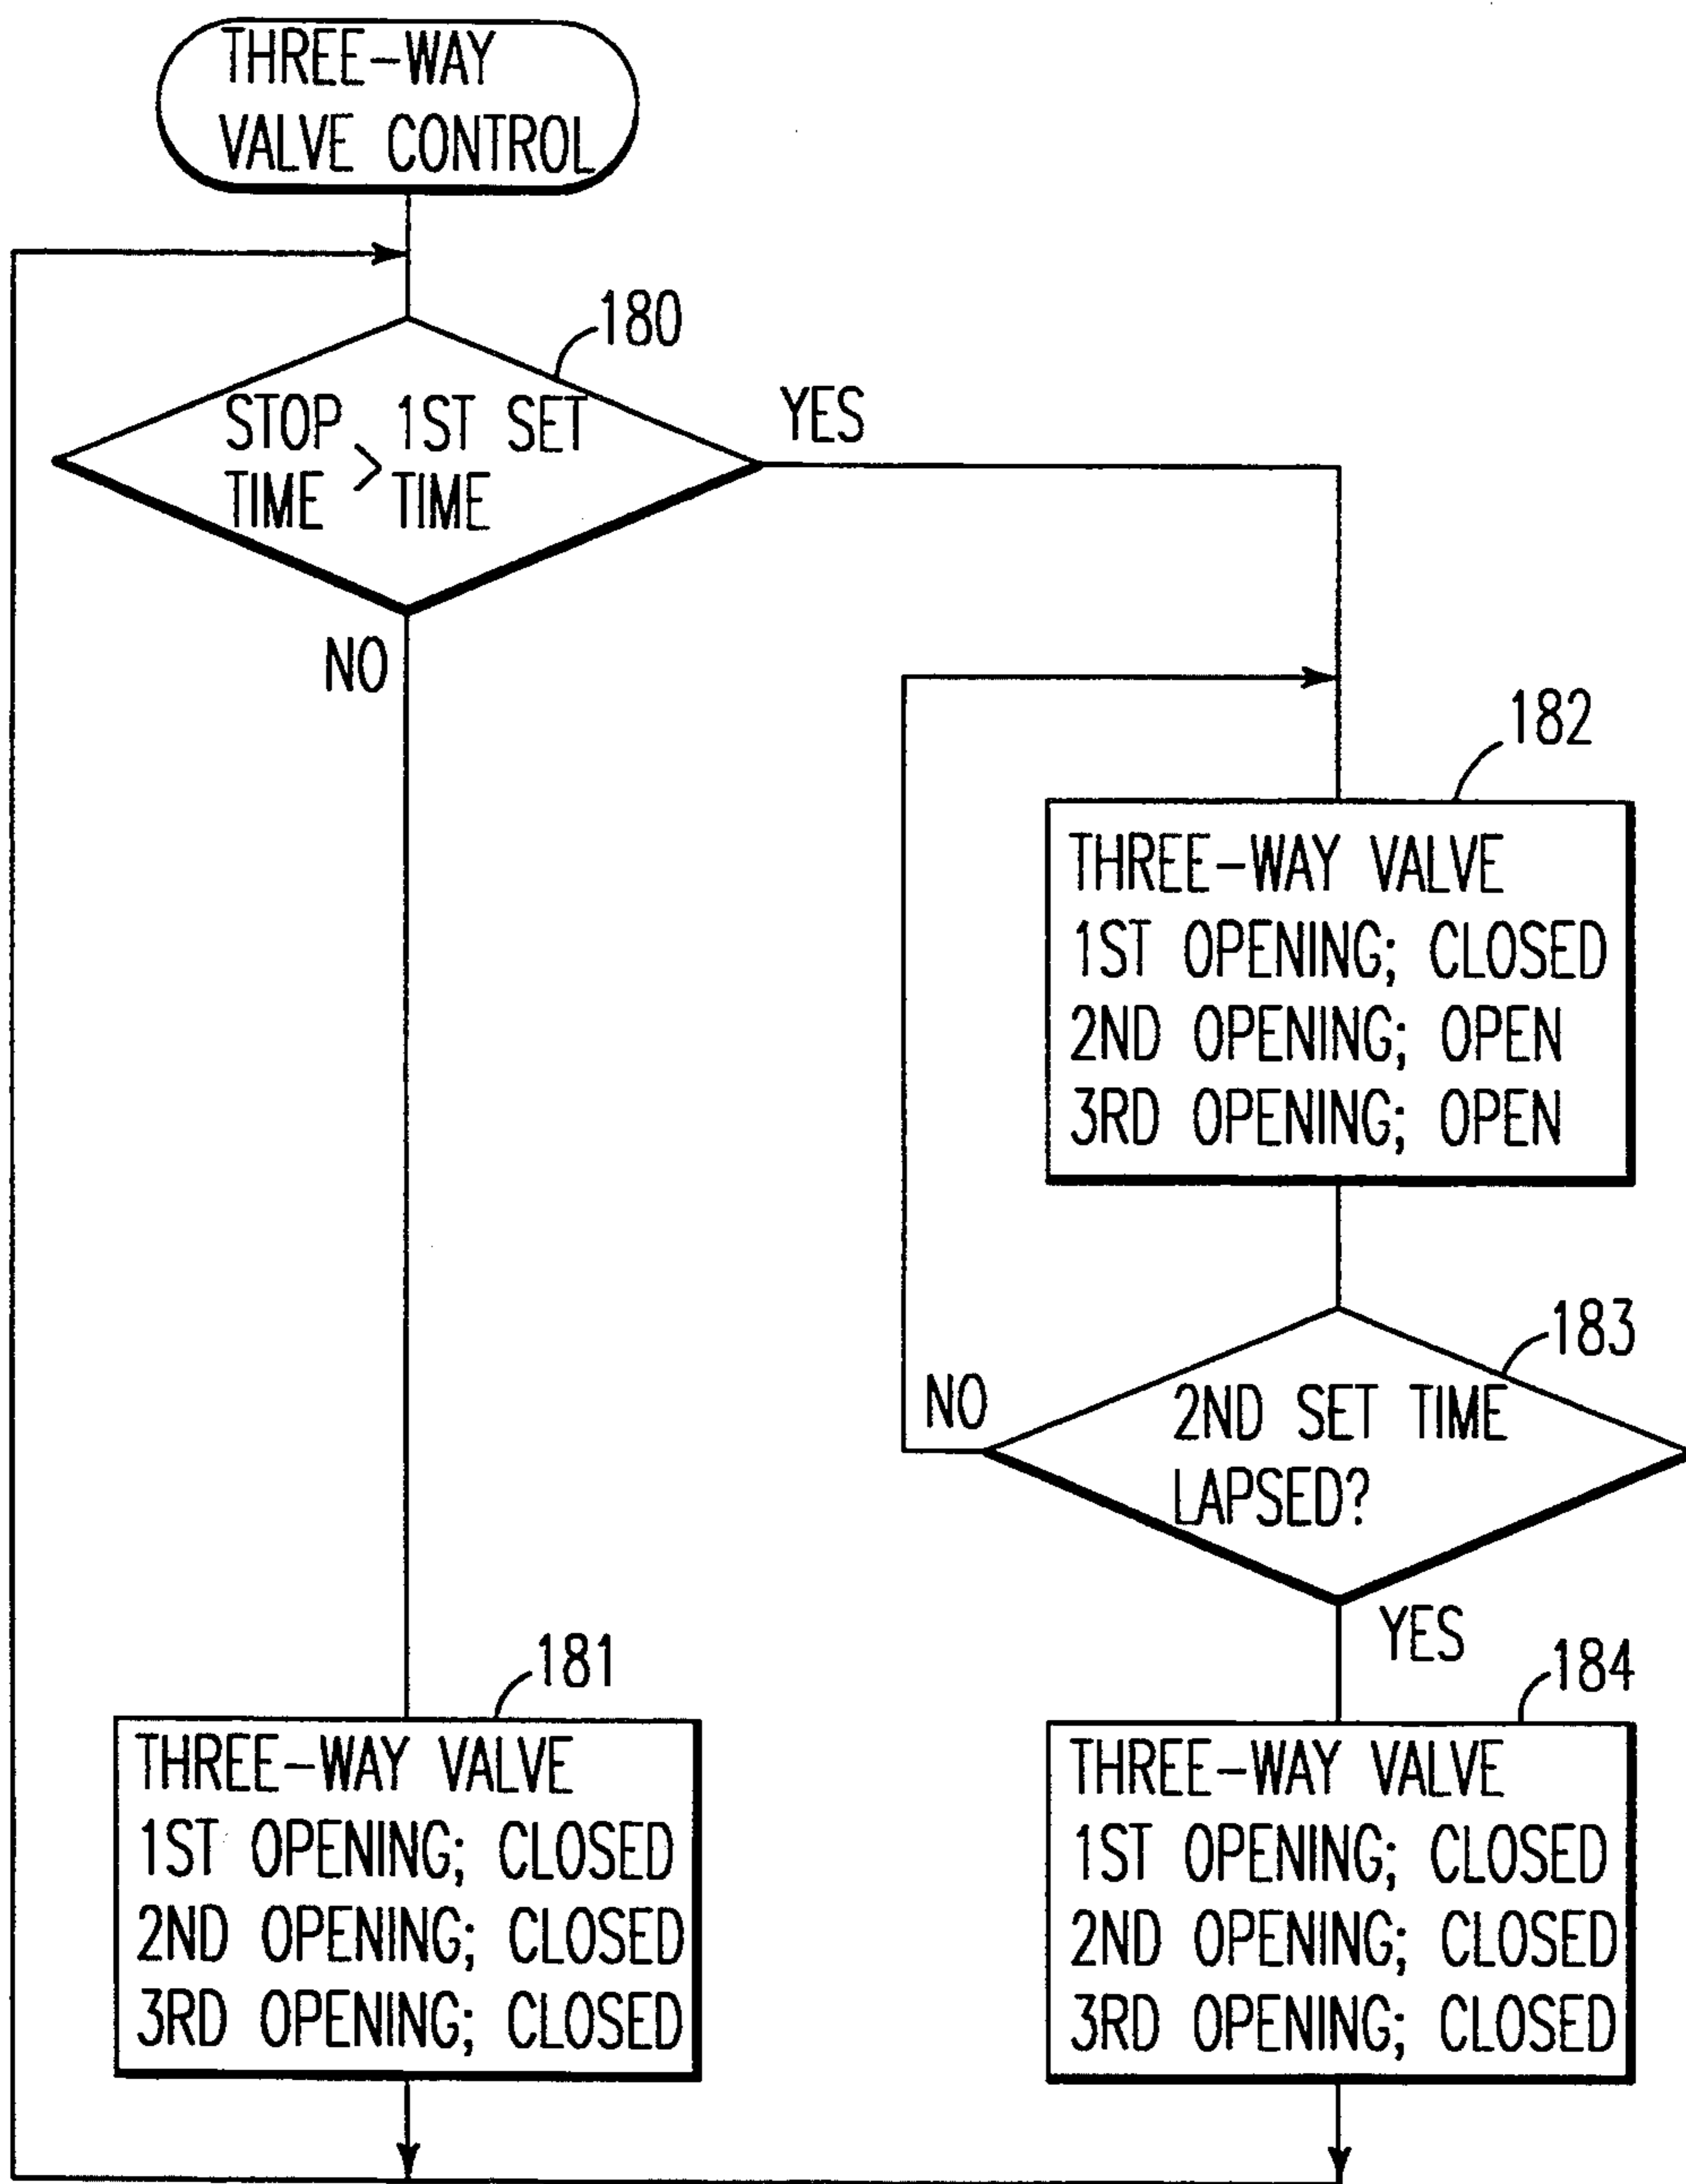 THREE-WAY
VALVE CONTROL
180
STOP > 1ST SET
TIME TIME
YES
NO
182
THREE-WAY VALVE
1ST OPENING; CLOSED
2ND OPENING; OPEN
3RD OPENING; OPEN
183
NO
2ND SET TIME
LAPSED?
YES
181
THREE-WAY VALVE
1ST OPENING; CLOSED
2ND OPENING; CLOSED
3RD OPENING; CLOSED
184
THREE-WAY VALVE
1ST OPENING; CLOSED
2ND OPENING; CLOSED
3RD OPENING; CLOSED